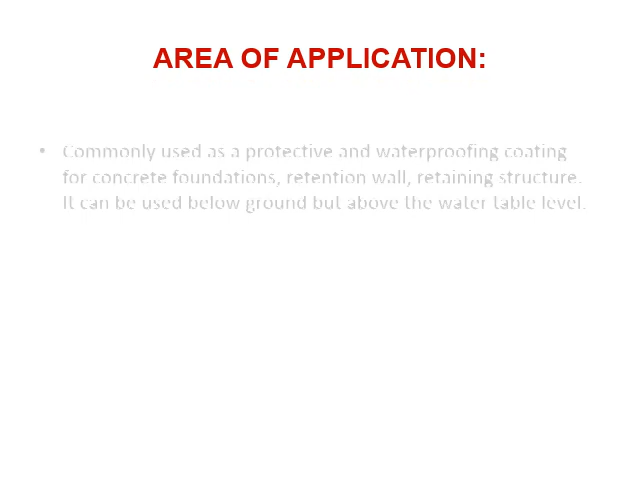 AREA OF APPLICATION:
• Commonly used as a protective and waterproofing coating
for concrete foundations, retention wall, retaining structure.
It can be used below ground but above the water table level.